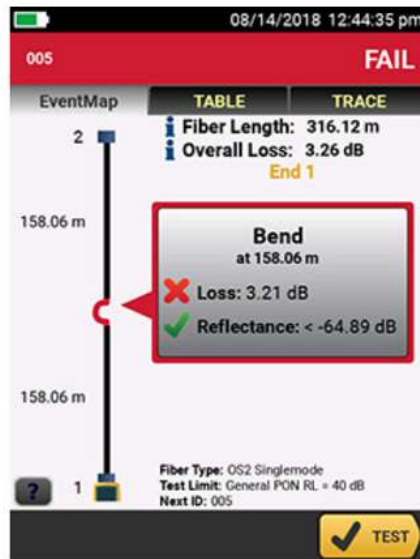 08/14/2018 12:44:35 pm
005 FAIL
EventMap TABLE TRACE
2
Fiber Length: 316.12 m
Overall Loss: 3.26 dB
End 1
158.06 m
Bend
at 158.06 m
Loss: 3.21 dB
Reflectance: < -64.89 dB
158.06 m
Fiber Type: OS2 Singlemode
Test Limit: General PON RL = 40 dB
Next ID: 005
? 1
TEST